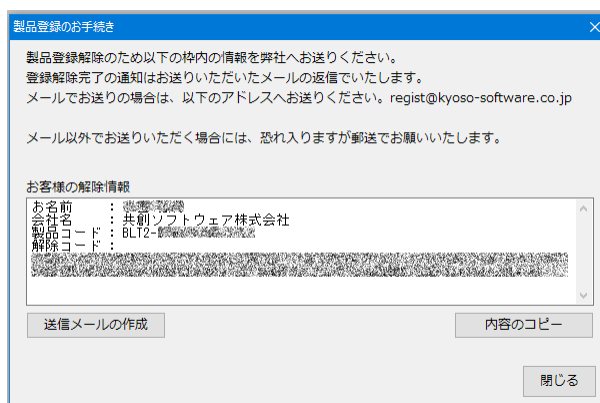 製品登録のお手続き
製品登録解除のため以下の枠内の情報を弊社へお送りください。
登録解除完了の通知はお送りいただいたメールの返信でいたします。
メールでお送りの場合は、以下のアドレスへお送りください。regist@kyoso-software.co.jp
メール以外でお送りいただく場合には、恐れ入りますが郵送でお願いいたします。
お客様の解除情報
お名前　　：
会社名　　：共創ソフトウェア株式会社
製品コード：BLT2-
解除コード：
送信メールの作成
内容のコピー
閉じる